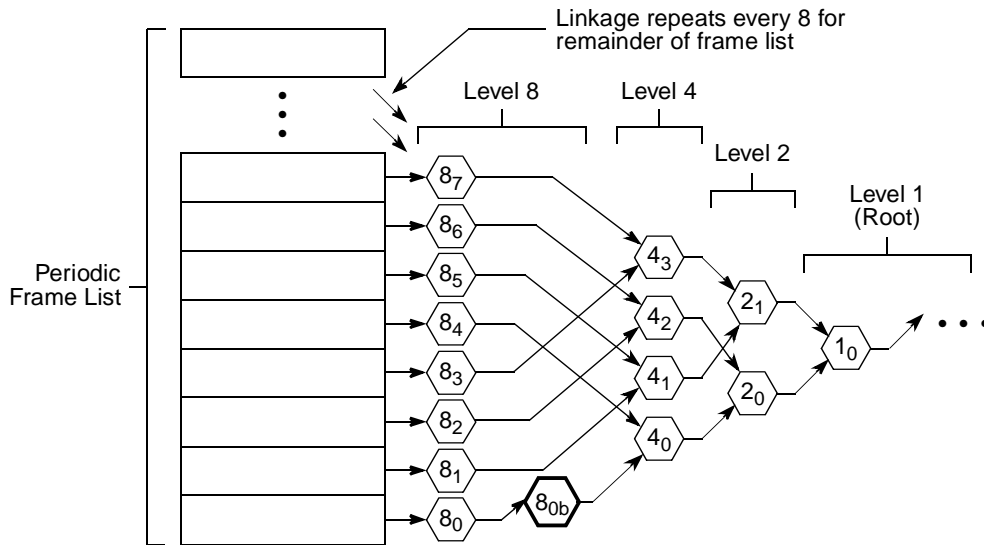 Linkage repeats every 8 for
remainder of frame list
Level 8
Level 4
Level 2
Level 1
(Root)
Periodic
Frame List
8₇
8₆
8₅
8₄
8₃
8₂
8₁
8₀
8₀b
4₃
4₂
4₁
4₀
2₁
2₀
1₀